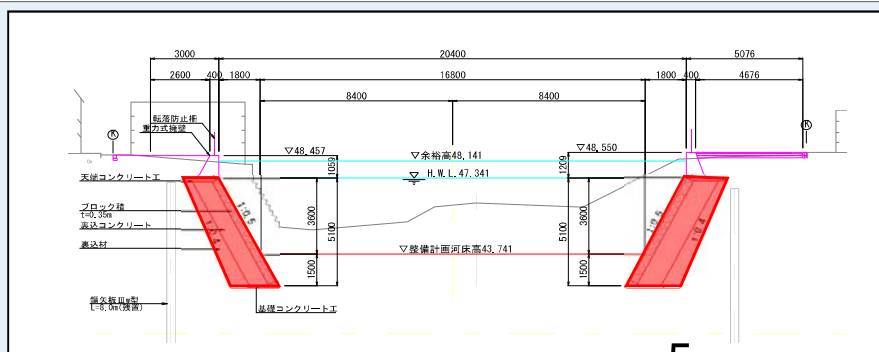 3000
20400
5076
2600
400
1800
16800
1800
400
4676
8400
8400
転落防止柵
重力式擁壁
K
K
▽48.457
▽余裕高48.141
▽48.550
1059
1209
H.W.L.47.341
天端コンクリート工
ブロック積
t=0.35m
裏込コンクリート
裏込材
1:0.5
1:0.4
3600
5100
1500
▽整備計画河床高43.741
3600
5100
1500
1:0.5
1:0.4
鋼矢板Ⅲw型
L=8.0m(残置)
基礎コンクリート工